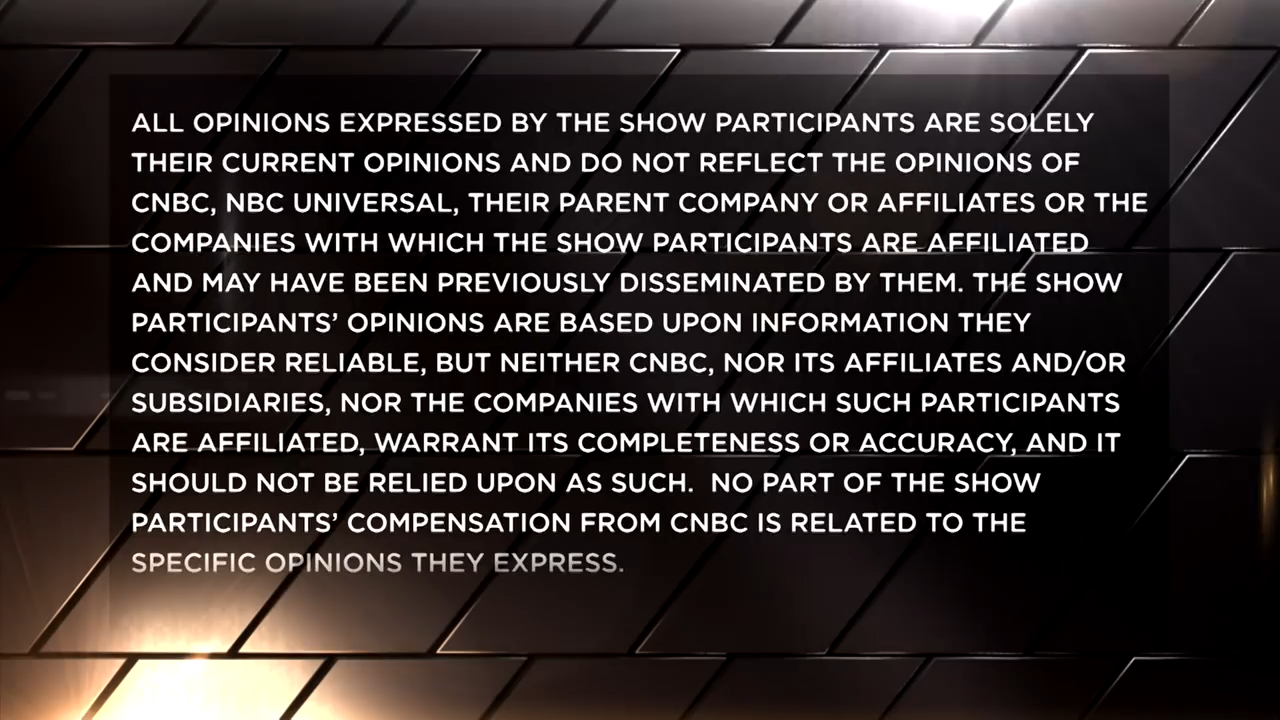 ALL OPINIONS EXPRESSED BY THE SHOW PARTICIPANTS ARE SOLELY
THEIR CURRENT OPINIONS AND DO NOT REFLECT THE OPINIONS OF
CNBC, NBC UNIVERSAL, THEIR PARENT COMPANY OR AFFILIATES OR THE
COMPANIES WITH WHICH THE SHOW PARTICIPANTS ARE AFFILIATED
AND MAY HAVE BEEN PREVIOUSLY DISSEMINATED BY THEM. THE SHOW
PARTICIPANTS’ OPINIONS ARE BASED UPON INFORMATION THEY
CONSIDER RELIABLE, BUT NEITHER CNBC, NOR ITS AFFILIATES AND/OR
SUBSIDIARIES, NOR THE COMPANIES WITH WHICH SUCH PARTICIPANTS
ARE AFFILIATED, WARRANT ITS COMPLETENESS OR ACCURACY, AND IT
SHOULD NOT BE RELIED UPON AS SUCH.  NO PART OF THE SHOW
PARTICIPANTS’ COMPENSATION FROM CNBC IS RELATED TO THE
SPECIFIC OPINIONS THEY EXPRESS.